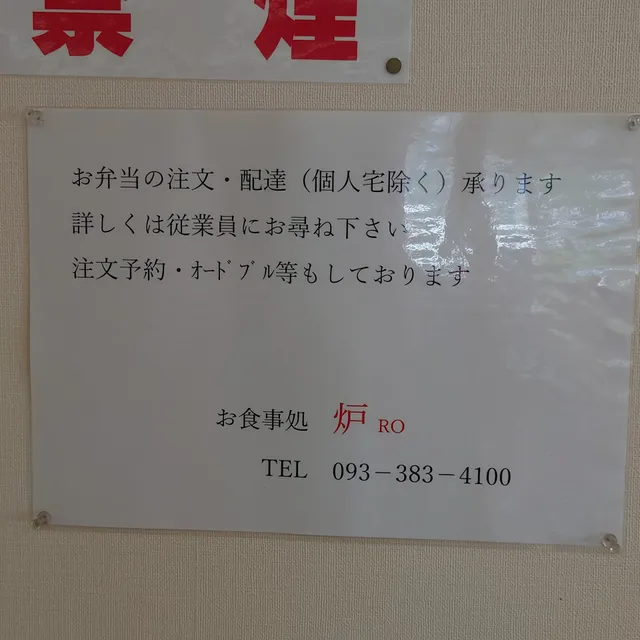 禁煙
お弁当の注文・配達（個人宅除く）承ります
詳しくは従業員にお尋ね下さい
注文予約・ｵｰﾄﾞﾌﾞﾙ等もしております
お食事処 炉 RO
TEL 093－383－4100